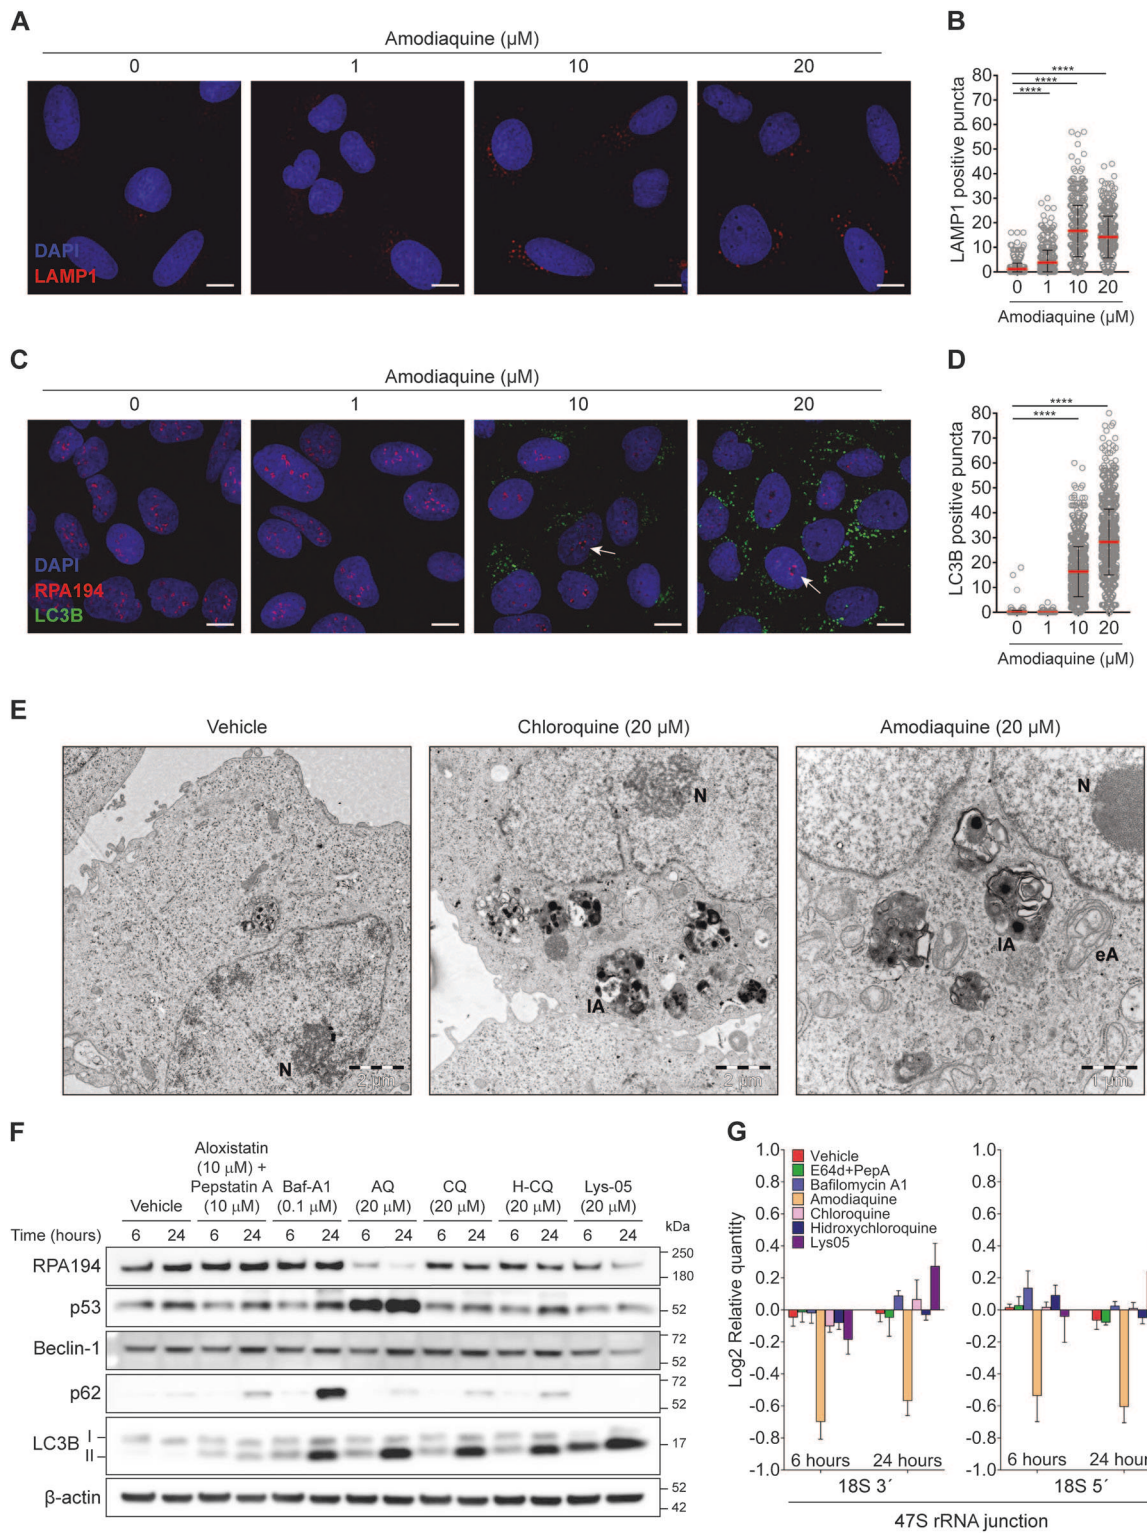 A
Amodiaquine (µM)
0 1 10 20
DAPI
LAMP1
B
****
****
****
80
70
60
50
40
30
20
10
0
LAMP1 positive puncta
0 1 10 20
Amodiaquine (µM)
C
Amodiaquine (µM)
0 1 10 20
DAPI
RPA194
LC3B
D
****
****
80
70
60
50
40
30
20
10
0
LC3B positive puncta
0 1 10 20
Amodiaquine (µM)
E
Vehicle Chloroquine (20 µM) Amodiaquine (20 µM)
N
2 µm
N
lA
2 µm
N
lA
eA
1 µm
F
Vehicle
Aloxistatin
(10 µM) +
Pepstatin A
(10 µM)
Baf-A1
(0.1 µM)
AQ
(20 µM)
CQ
(20 µM)
H-CQ
(20 µM)
Lys-05
(20 µM)
kDa
Time (hours) 6 24 6 24 6 24 6 24 6 24 6 24 6 24
RPA194 250
180
p53 52
Beclin-1 72
52
p62 72
52
LC3B I
II
17
β-actin 52
42
G
1.0
0.8
0.6
0.4
0.2
0.0
-0.2
-0.4
-0.6
-0.8
-1.0
Log2 Relative quantity
Vehicle
E64d+PepA
Bafilomycin A1
Amodiaquine
Chloroquine
Hidroxychloroquine
Lys05
6 hours 24 hours
18S 3´
1.0
0.8
0.6
0.4
0.2
0.0
-0.2
-0.4
-0.6
-0.8
-1.0
6 hours 24 hour
18S 5´
47S rRNA junction